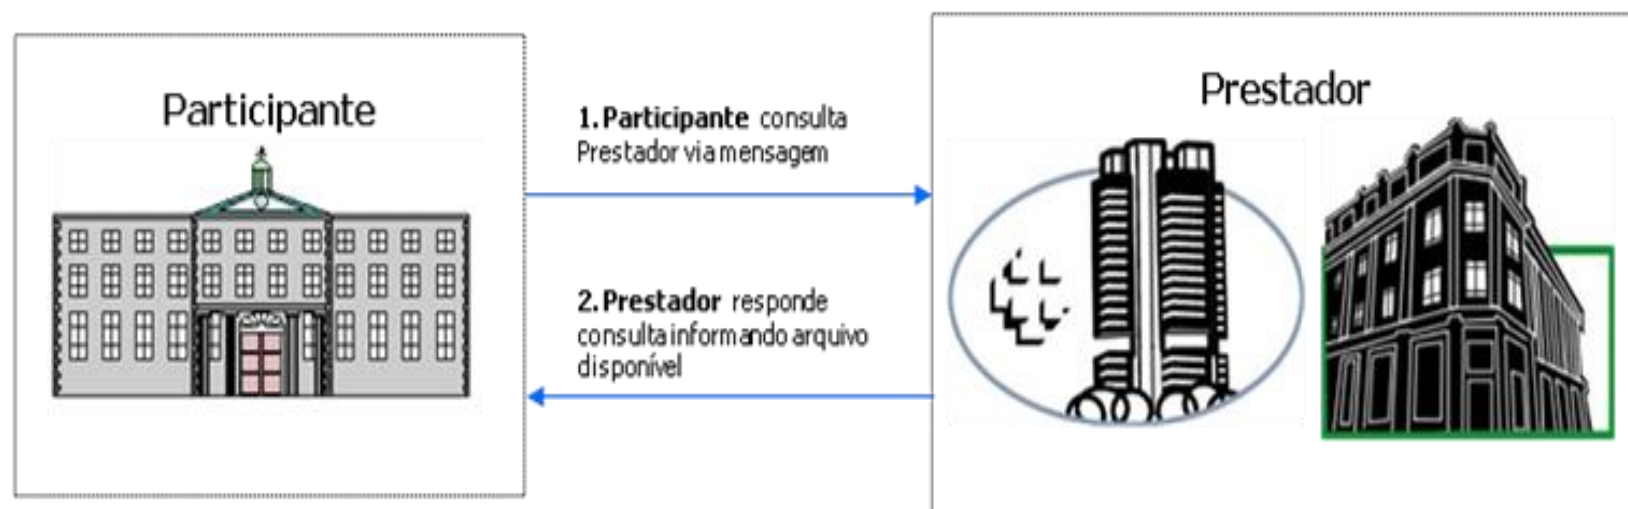 Participante
1. Participante consulta
Prestador via mensagem
2. Prestador responde
consulta informando arquivo
disponível
Prestador